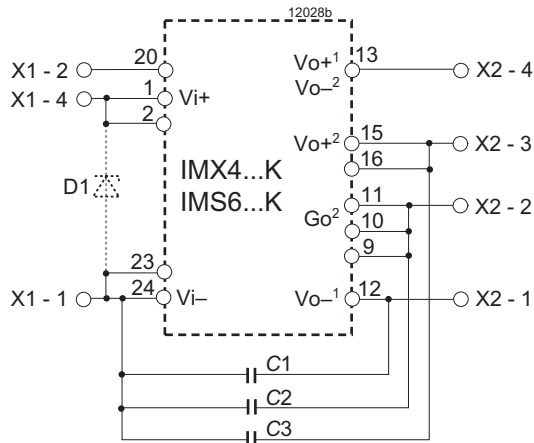 12028b
X1 - 2
20
Vo+1
Vo–2
13
X2 - 4
X1 - 4
1
Vi+
2
Vo+2
15
X2 - 3
16
D1
IMX4...K
IMS6...K
11
X2 - 2
Go2
10
9
23
X1 - 1
24
Vi–
Vo–1
12
X2 - 1
C1
C2
C3